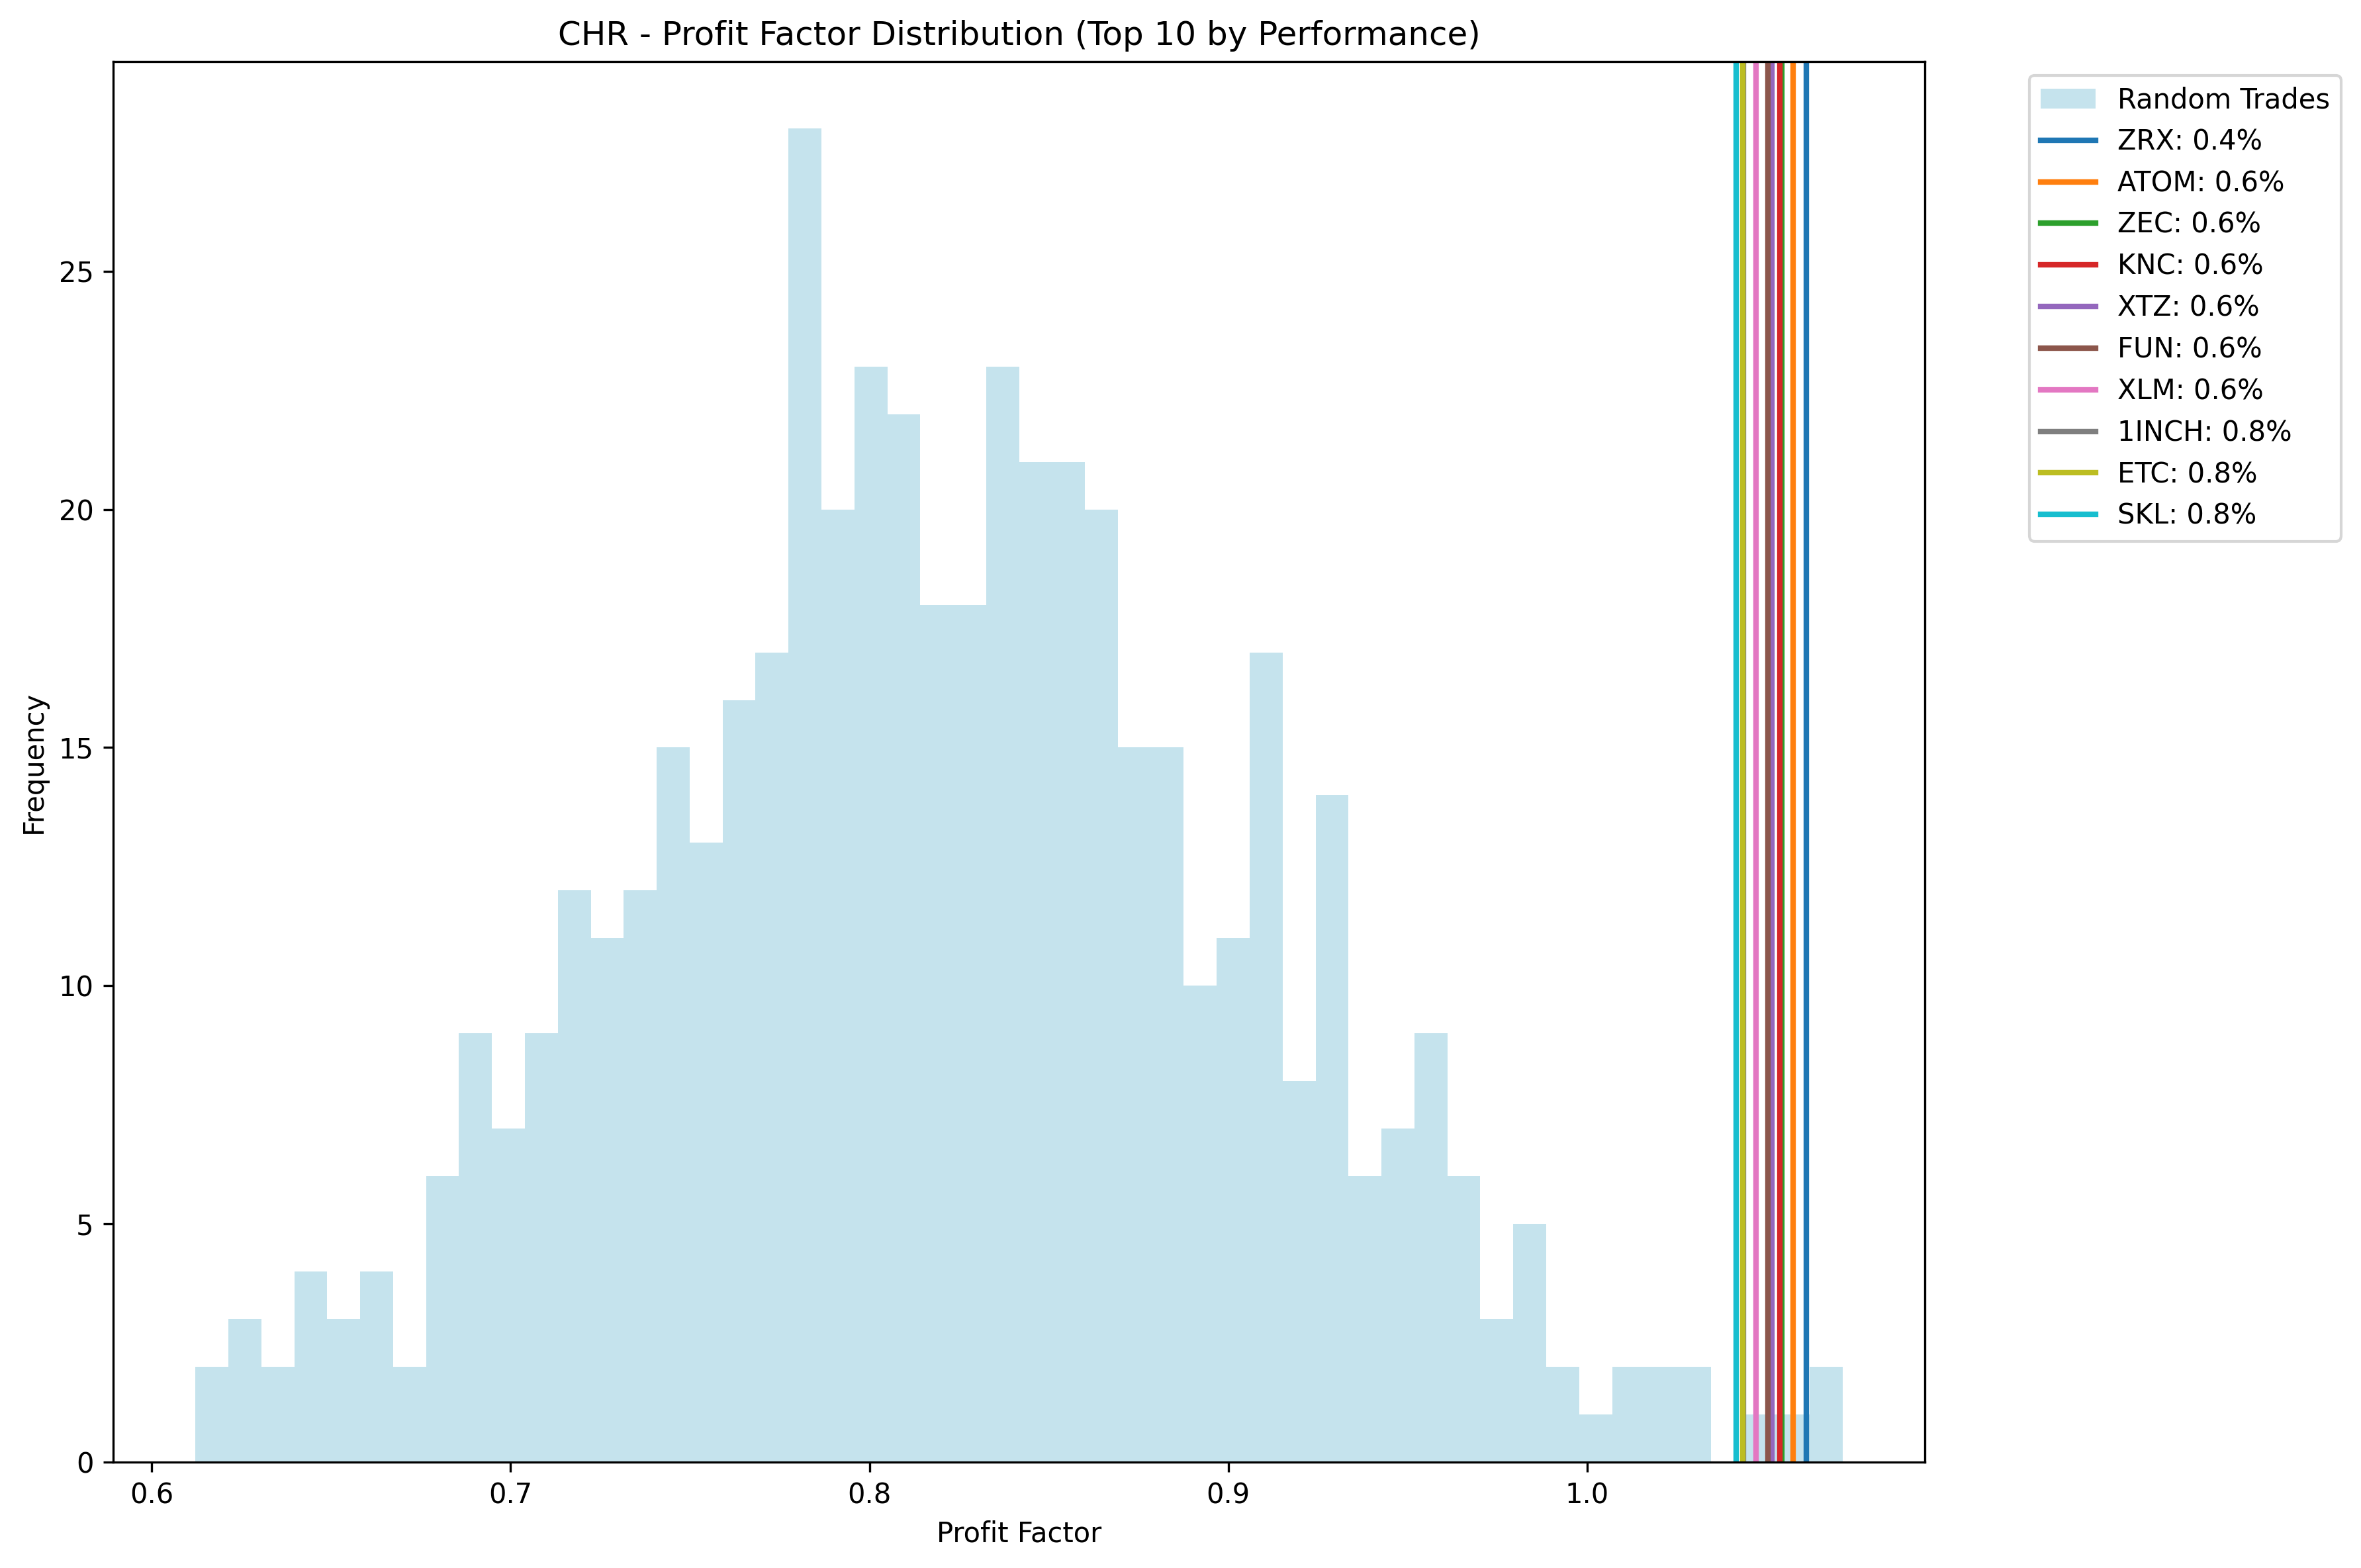 CHR - Profit Factor Distribution (Top 10 by Performance)
Random Trades
ZRX: 0.4%
ATOM: 0.6%
ZEC: 0.6%
KNC: 0.6%
XTZ: 0.6%
FUN: 0.6%
XLM: 0.6%
1INCH: 0.8%
ETC: 0.8%
SKL: 0.8%
Frequency
25
20
15
10
5
0
0.6 0.7 0.8 0.9 1.0
Profit Factor